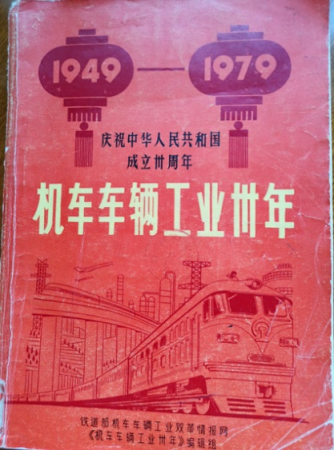 1949—1979
庆祝中华人民共和国
成立卅周年
机车车辆工业卅年
铁道部机车车辆工业双革情报网
《机车车辆工业卅年》编辑组